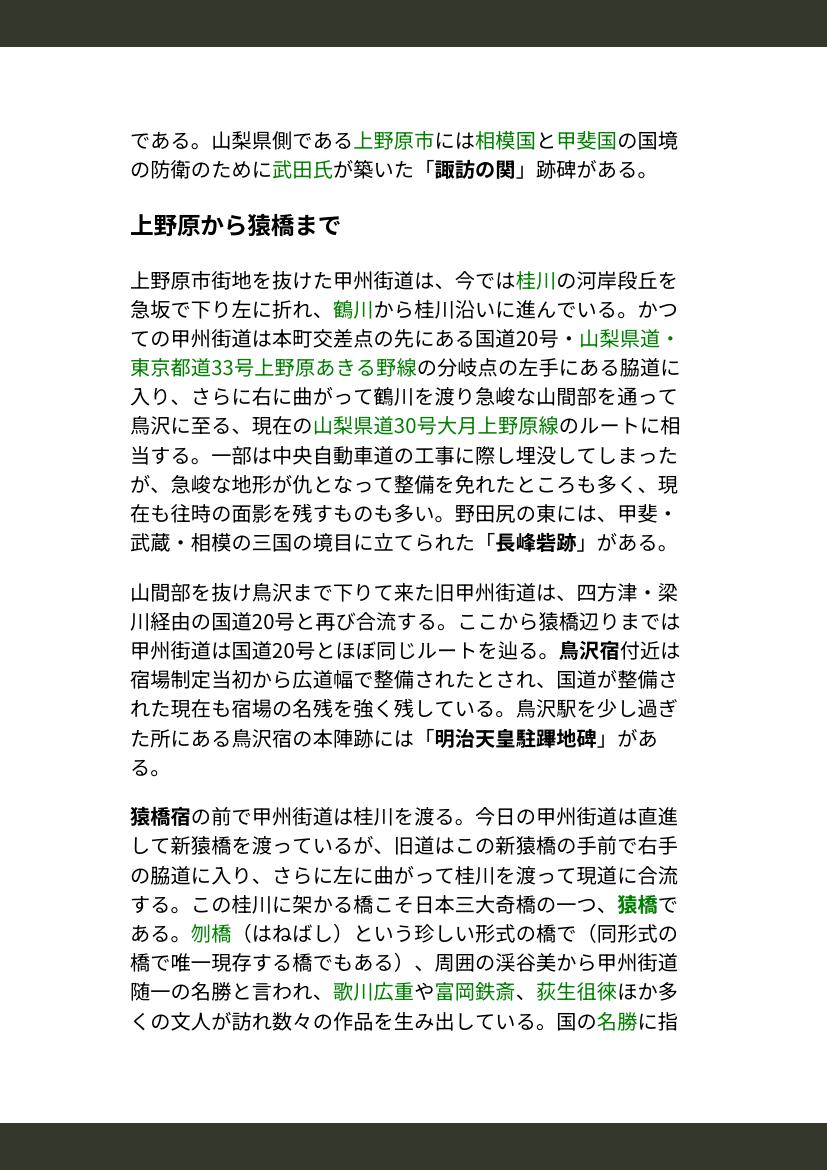 である。山梨県側である上野原市には相模国と甲斐国の国境
の防衛のために武田氏が築いた「諏訪の関」跡碑がある。
上野原から猿橋まで
上野原市街地を抜けた甲州街道は、今では桂川の河岸段丘を
急坂で下り左に折れ、鶴川から桂川沿いに進んでいる。かつ
ての甲州街道は本町交差点の先にある国道20号・山梨県道・
東京都道33号上野原あきる野線の分岐点の左手にある脇道に
入り、さらに右に曲がって鶴川を渡り急峻な山間部を通って
鳥沢に至る、現在の山梨県道30号大月上野原線のルートに相
当する。一部は中央自動車道の工事に際し埋没してしまった
が、急峻な地形が仇となって整備を免れたところも多く、現
在も往時の面影を残すものも多い。野田尻の東には、甲斐・
武蔵・相模の三国の境目に立てられた「長峰砦跡」がある。
山間部を抜け鳥沢まで下りて来た旧甲州街道は、四方津・梁
川経由の国道20号と再び合流する。ここから猿橋辺りまでは
甲州街道は国道20号とほぼ同じルートを辿る。鳥沢宿付近は
宿場制定当初から広道幅で整備されたとされ、国道が整備さ
れた現在も宿場の名残を強く残している。鳥沢駅を少し過ぎ
た所にある鳥沢宿の本陣跡には「明治天皇駐蹕地碑」があ
る。
猿橋宿の前で甲州街道は桂川を渡る。今日の甲州街道は直進
して新猿橋を渡っているが、旧道はこの新猿橋の手前で右手
の脇道に入り、さらに左に曲がって桂川を渡って現道に合流
する。この桂川に架かる橋こそ日本三大奇橋の一つ、猿橋で
ある。刎橋（はねばし）という珍しい形式の橋で（同形式の
橋で唯一現存する橋でもある）、周囲の渓谷美から甲州街道
随一の名勝と言われ、歌川広重や富岡鉄斎、荻生徂徠ほか多
くの文人が訪れ数々の作品を生み出している。国の名勝に指